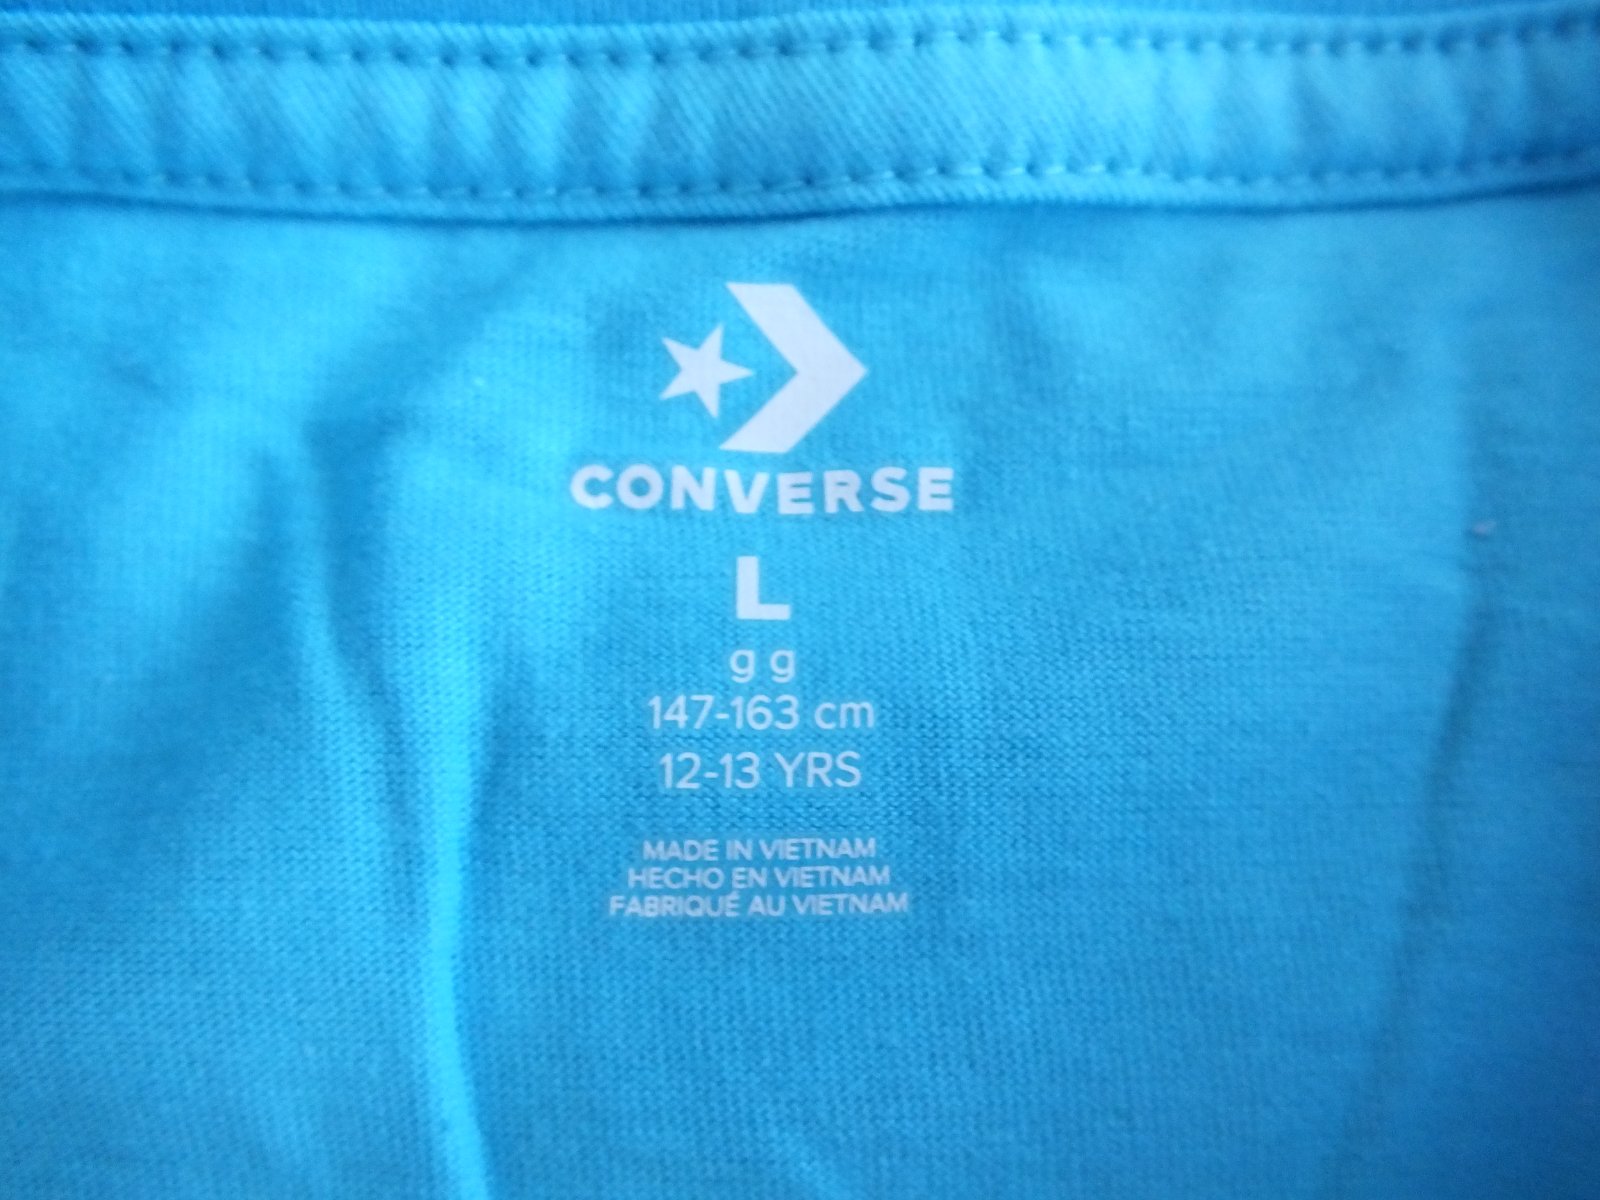 CONVERSE
L
g g
147-163 cm
12-13 YRS
MADE IN VIETNAM
HECHO EN VIETNAM
FABRIQUÉ AU VIETNAM